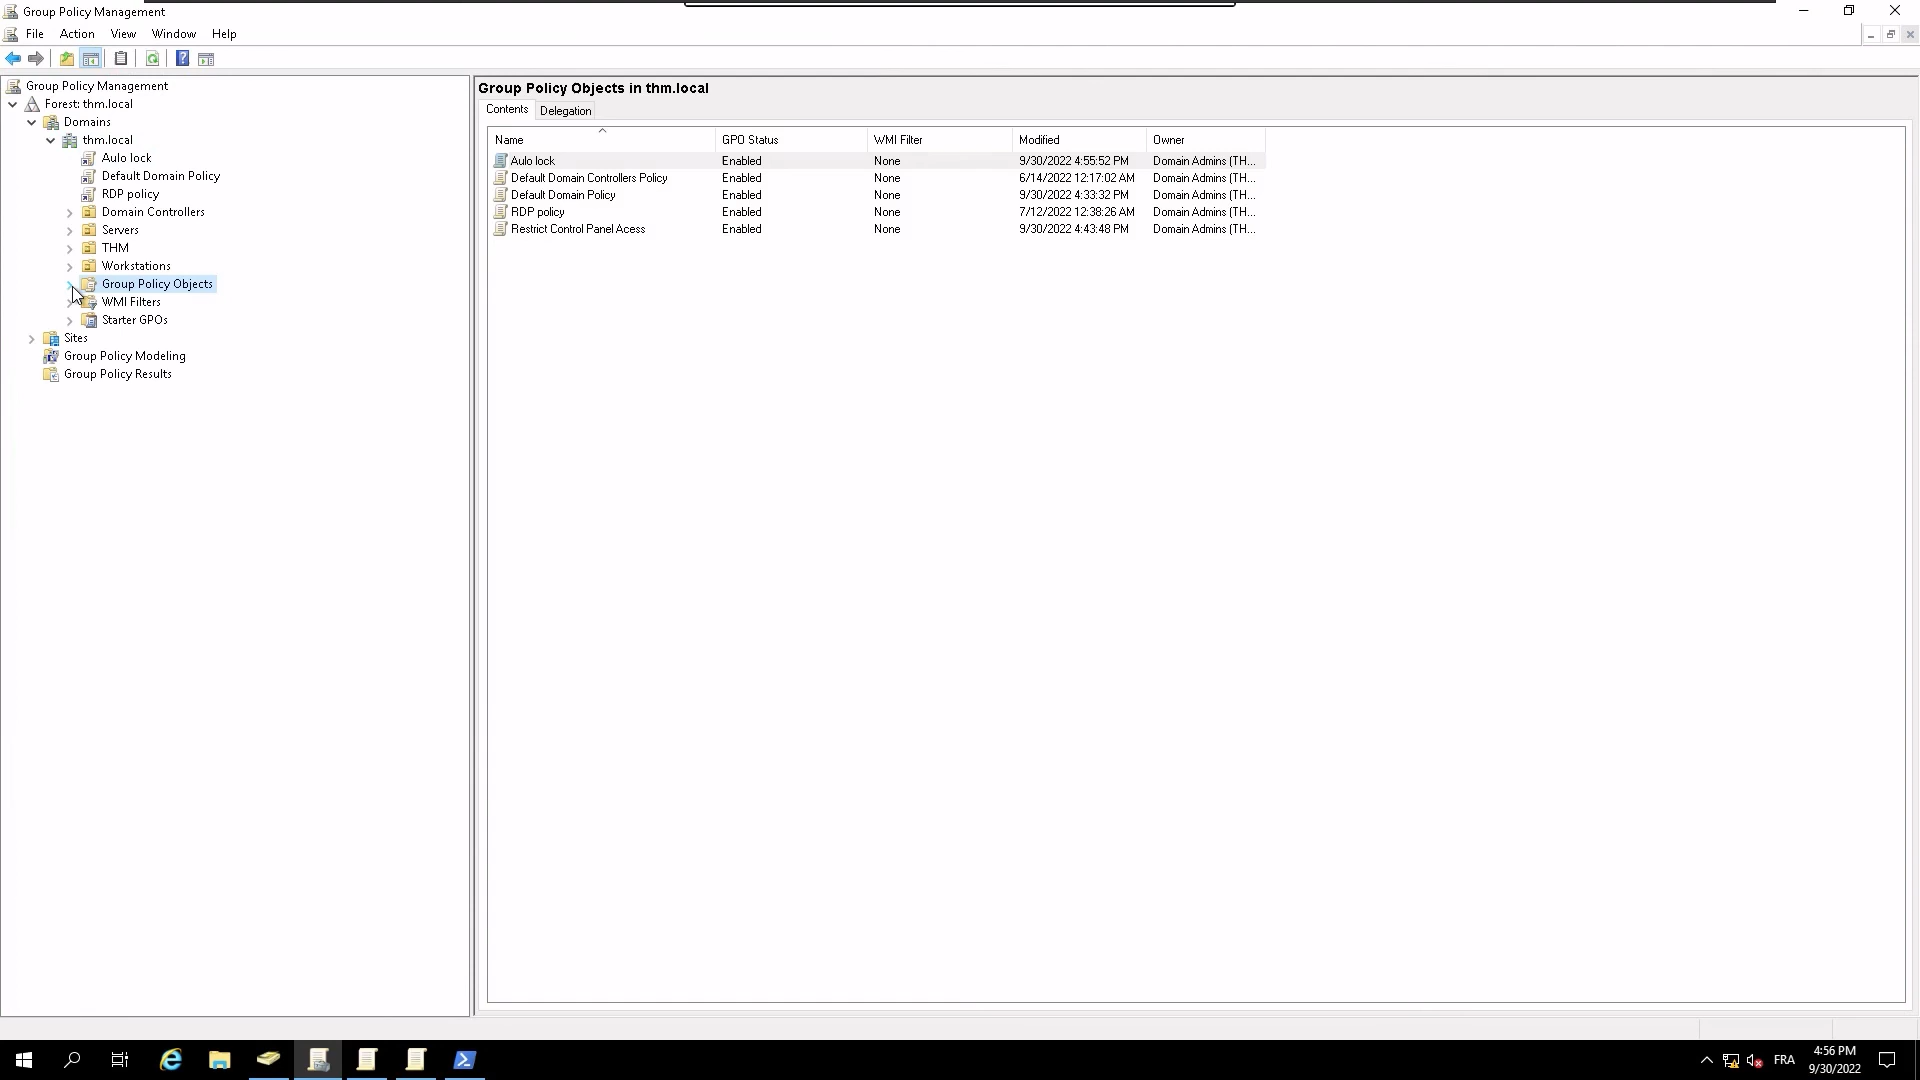 Group Policy Management
File Action View Window Help
Group Policy Management
Forest: thm.local
Domains
thm.local
Aulo lock
Default Domain Policy
RDP policy
Domain Controllers
Servers
THM
Workstations
Group Policy Objects
WMI Filters
Starter GPOs
Sites
Group Policy Modeling
Group Policy Results
Group Policy Objects in thm.local
Contents Delegation
Name GPO Status WMI Filter Modified Owner
Aulo lock Enabled None 9/30/2022 4:55:52 PM Domain Admins (TH...
Default Domain Controllers Policy Enabled None 6/14/2022 12:17:02 AM Domain Admins (TH...
Default Domain Policy Enabled None 9/30/2022 4:33:32 PM Domain Admins (TH...
RDP policy Enabled None 7/12/2022 12:38:26 AM Domain Admins (TH...
Restrict Control Panel Acess Enabled None 9/30/2022 4:43:48 PM Domain Admins (TH...
FRA
4:56 PM
9/30/2022